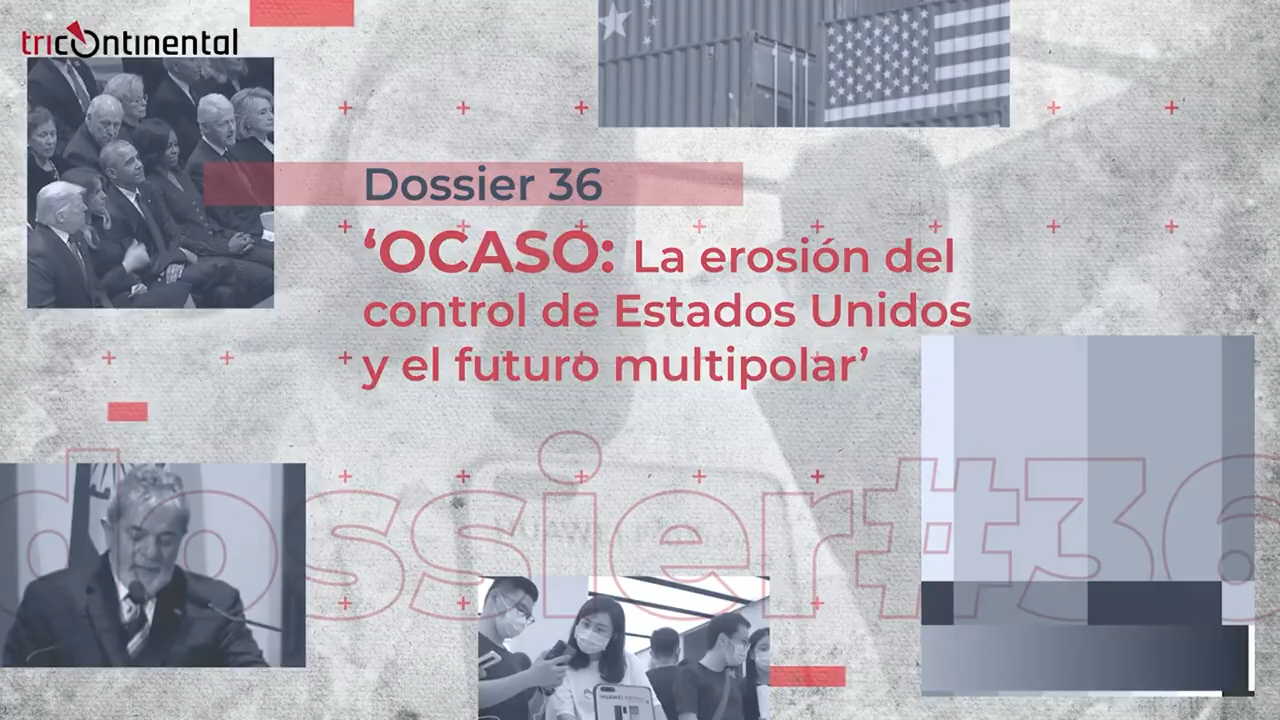 tricontinental
Dossier 36
‘OCASO: La erosión del
control de Estados Unidos
y el futuro multipolar’
dossier#36